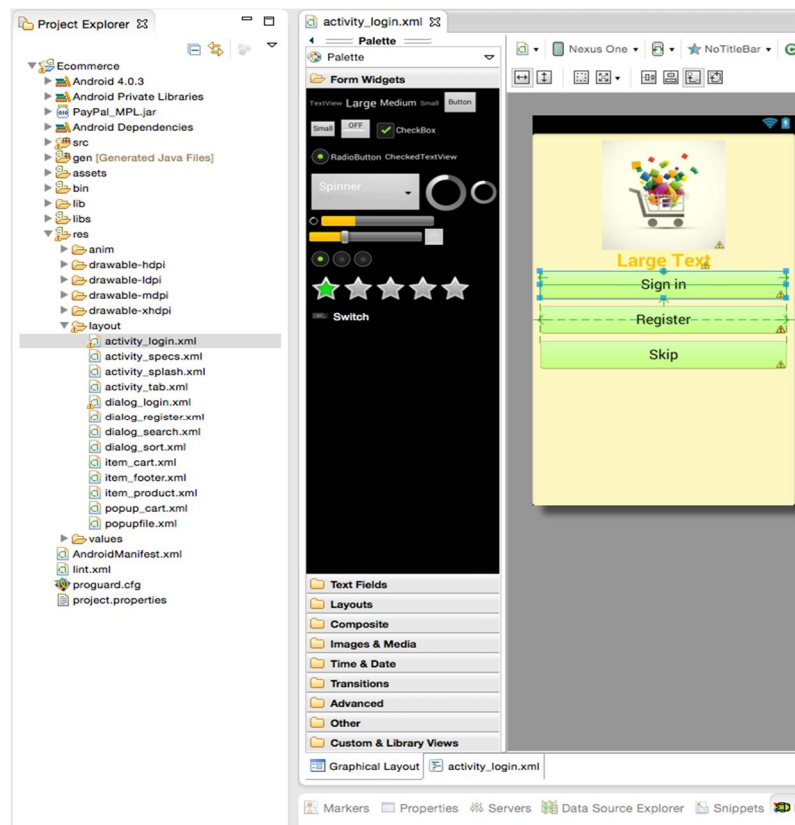 Project Explorer
Ecommerce
Android 4.0.3
Android Private Libraries
PayPal_MPL.jar
Android Dependencies
src
gen [Generated Java Files]
assets
bin
lib
libs
res
anim
drawable-hdpi
drawable-ldpi
drawable-mdpi
drawable-xhdpi
layout
activity_login.xml
activity_specs.xml
activity_splash.xml
activity_tab.xml
dialog_login.xml
dialog_register.xml
dialog_search.xml
dialog_sort.xml
item_cart.xml
item_footer.xml
item_product.xml
popup_cart.xml
popupfile.xml
values
AndroidManifest.xml
lint.xml
proguard.cfg
project.properties
activity_login.xml
Palette
Palette
Form Widgets
TextView Large Medium Small Button
Small OFF CheckBox
RadioButton CheckedTextView
Spinner
Switch
Text Fields
Layouts
Composite
Images & Media
Time & Date
Transitions
Advanced
Other
Custom & Library Views
Graphical Layout activity_login.xml
Nexus One NoTitleBar
Large Text
Sign in
Register
Skip
Markers Properties Servers Data Source Explorer Snippets